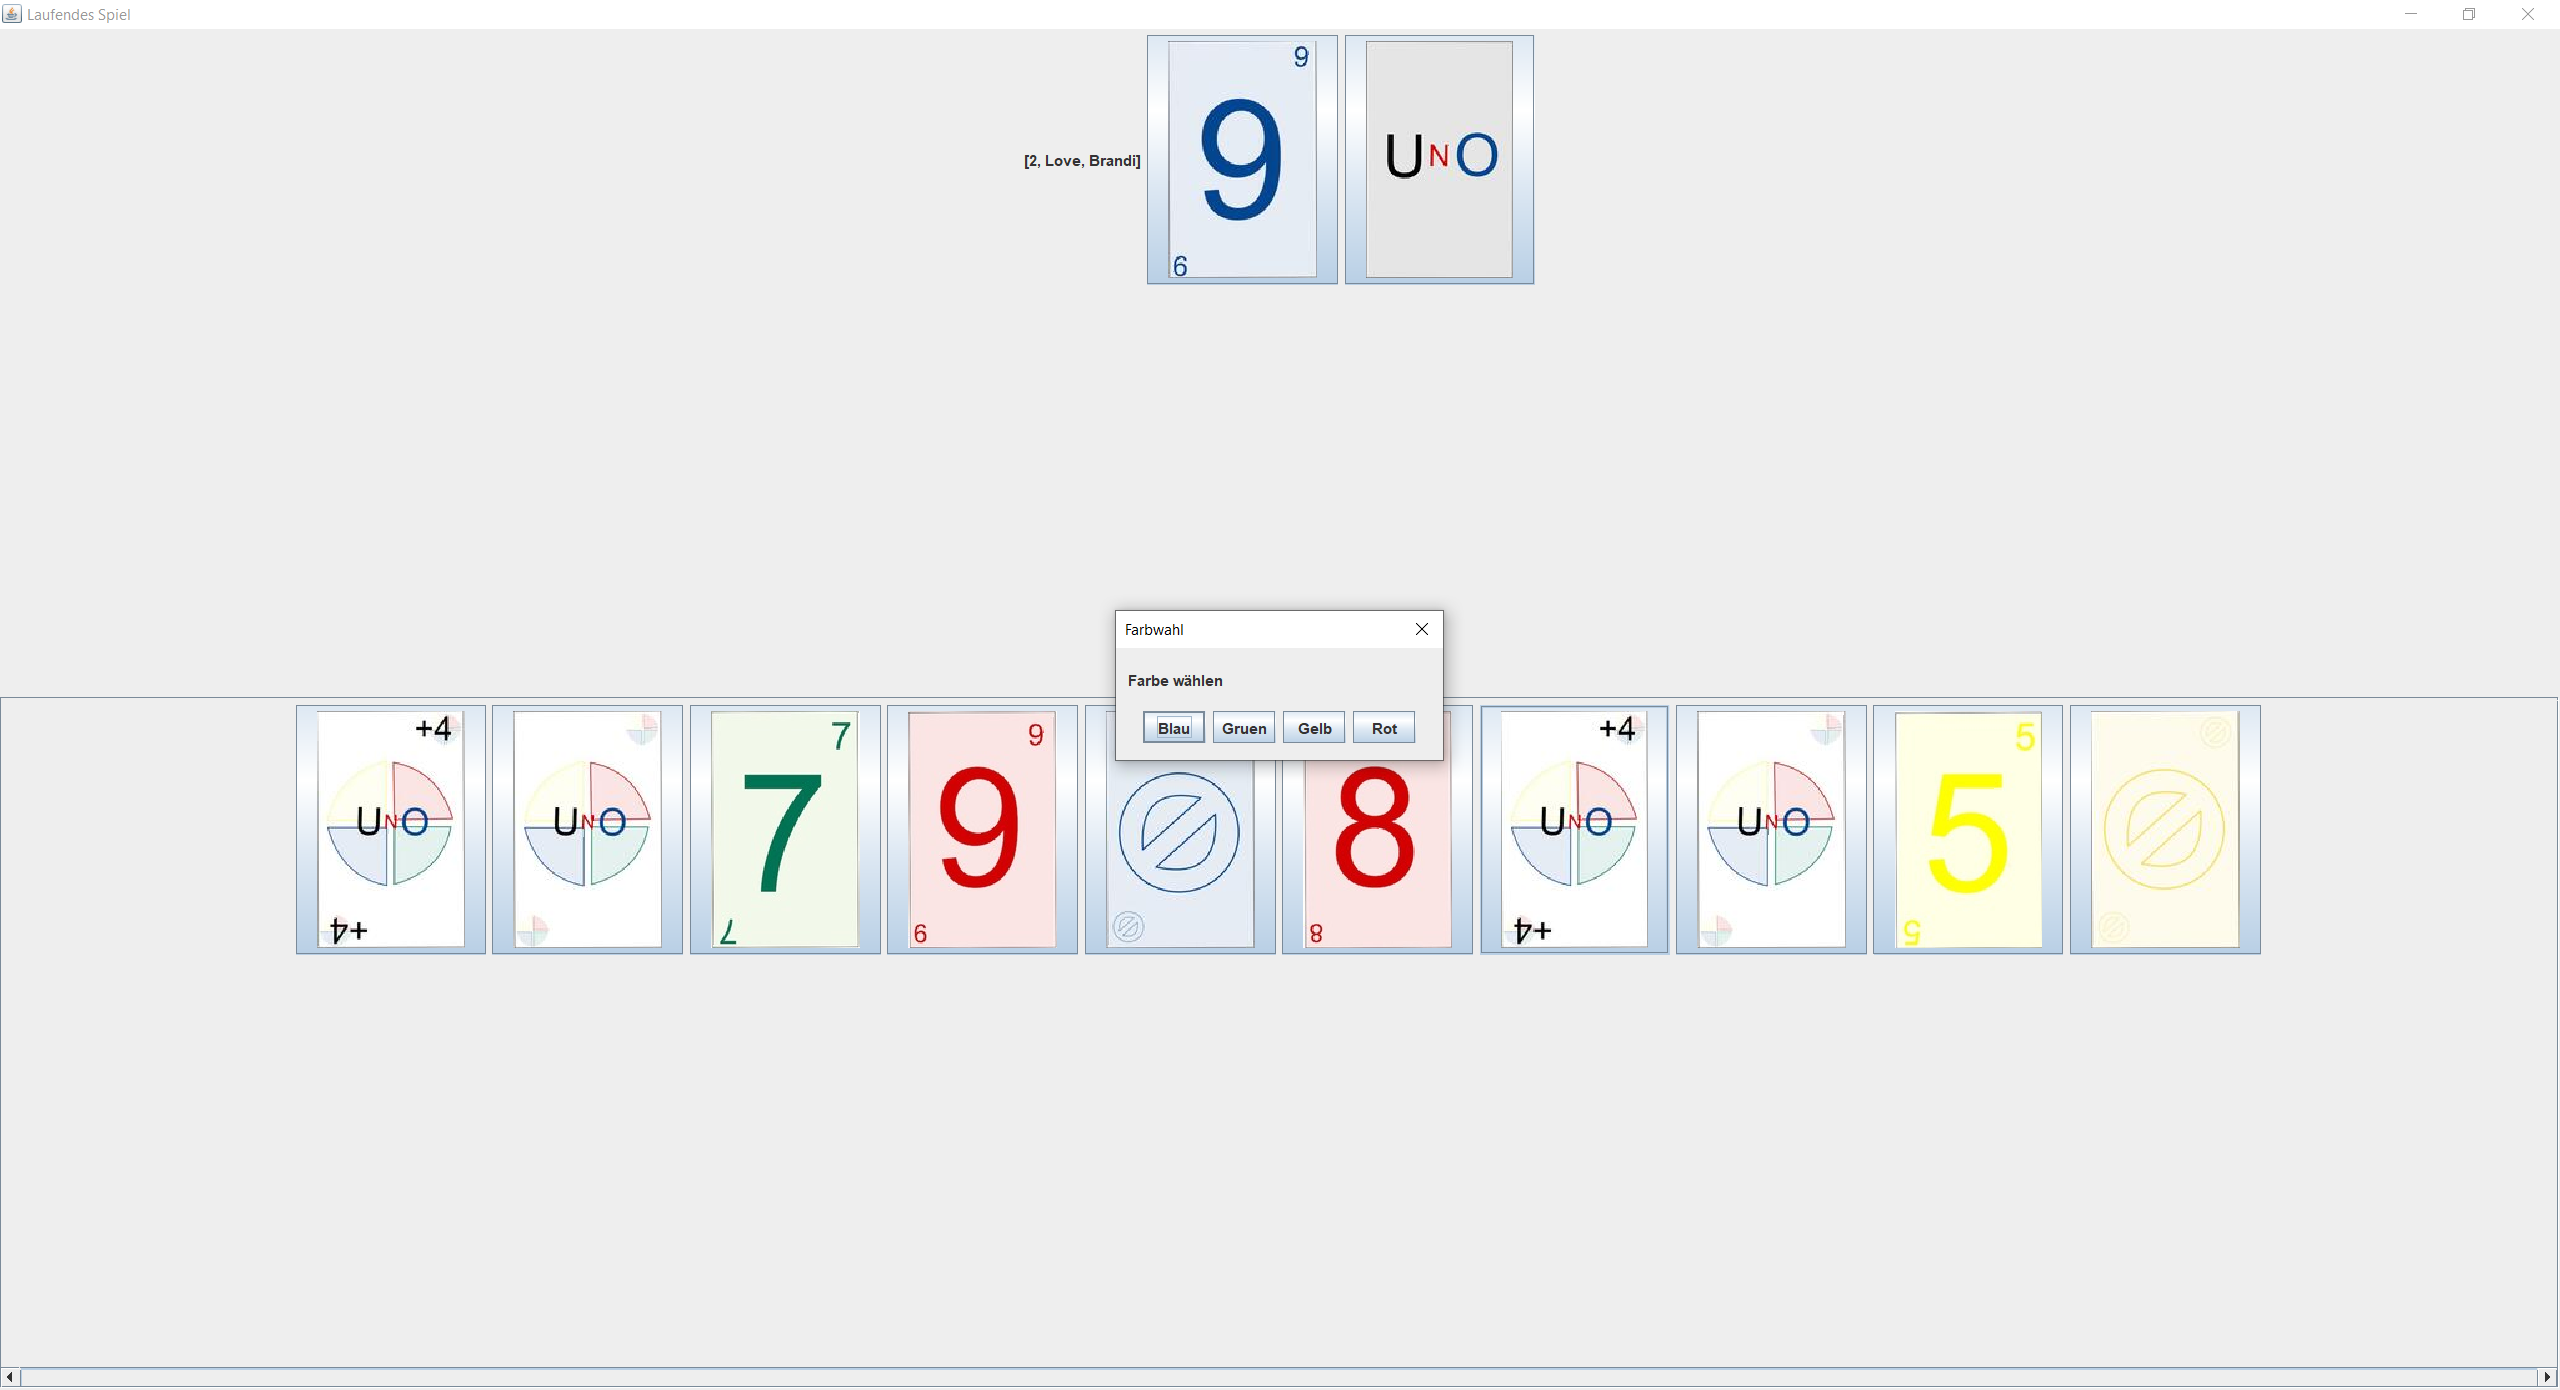 Laufendes Spiel
[2, Love, Brandi]
9
9
6
UNO
Farbwahl
Farbe wählen
Blau Gruen Gelb Rot
+4
UNO
+4
UNO
7
7
7
9
9
6
8
8
+4
UNO
+4
UNO
5
5
5